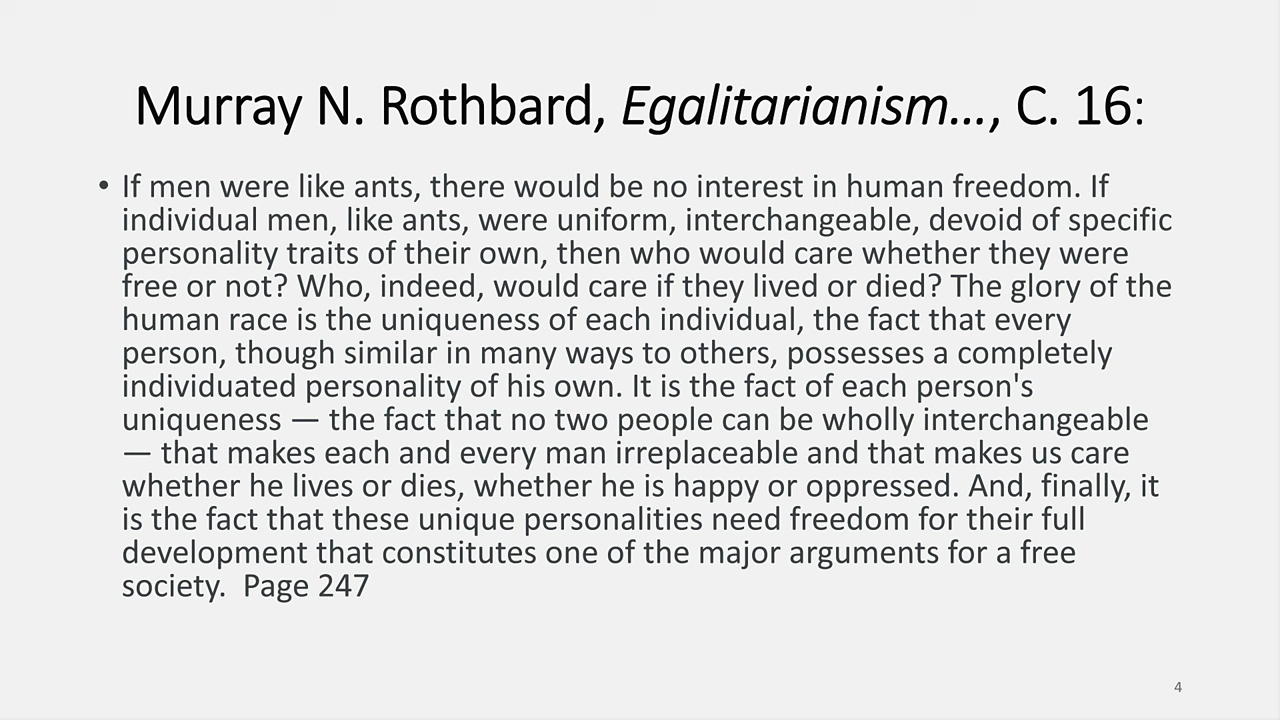 Murray N. Rothbard, Egalitarianism…, C. 16:
• If men were like ants, there would be no interest in human freedom. If
individual men, like ants, were uniform, interchangeable, devoid of specific
personality traits of their own, then who would care whether they were
free or not? Who, indeed, would care if they lived or died? The glory of the
human race is the uniqueness of each individual, the fact that every
person, though similar in many ways to others, possesses a completely
individuated personality of his own. It is the fact of each person's
uniqueness — the fact that no two people can be wholly interchangeable
— that makes each and every man irreplaceable and that makes us care
whether he lives or dies, whether he is happy or oppressed. And, finally, it
is the fact that these unique personalities need freedom for their full
development that constitutes one of the major arguments for a free
society.  Page 247
4